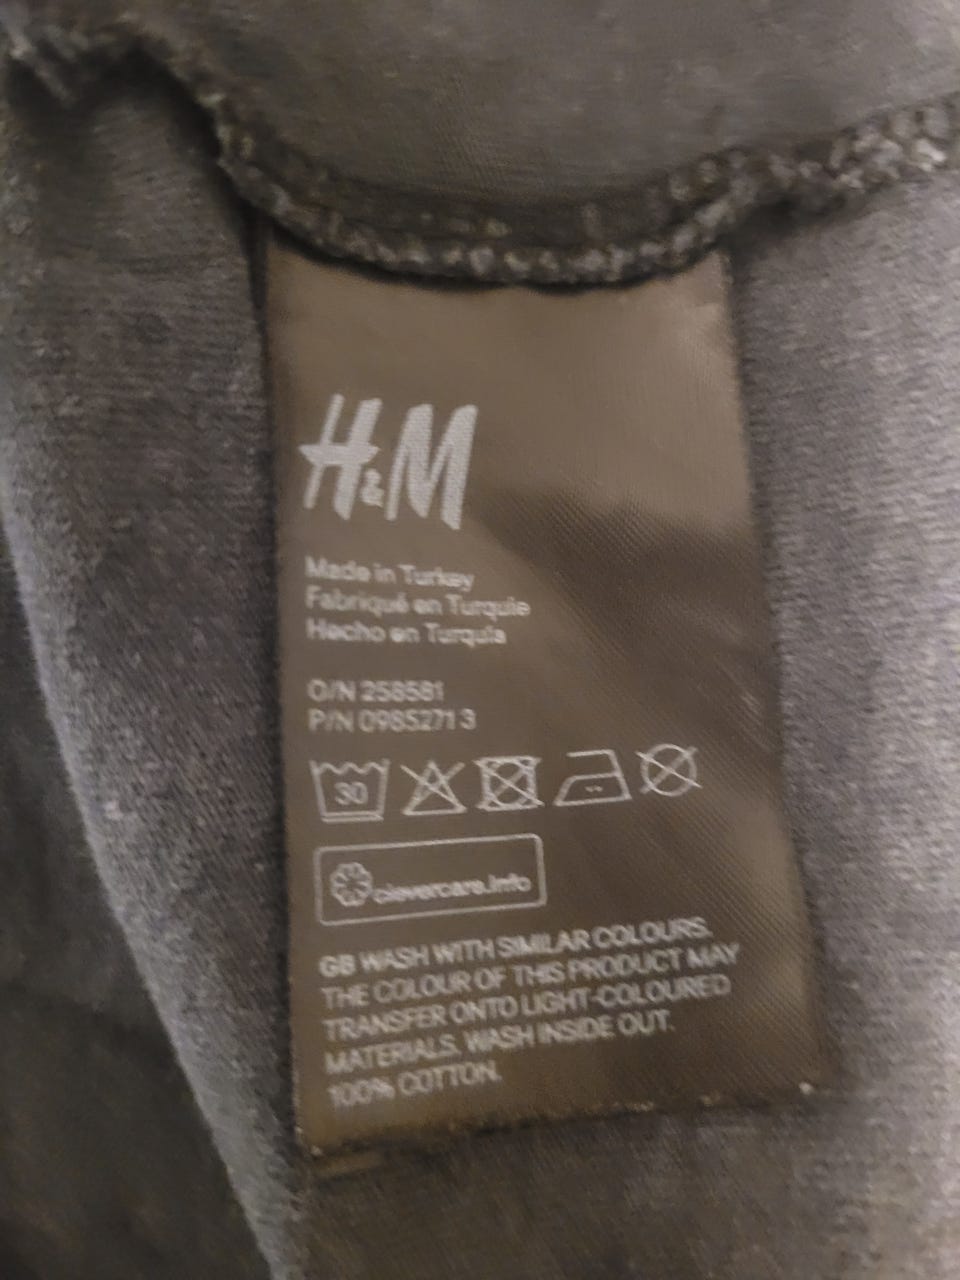 H&M
Made in Turkey
Fabriqué en Turquie
Hecho en Turquía
O/N 258581
P/N 09852713
30
clevercare.info
GB WASH WITH SIMILAR COLOURS.
THE COLOUR OF THIS PRODUCT MAY
TRANSFER ONTO LIGHT-COLOURED
MATERIALS. WASH INSIDE OUT.
100% COTTON.